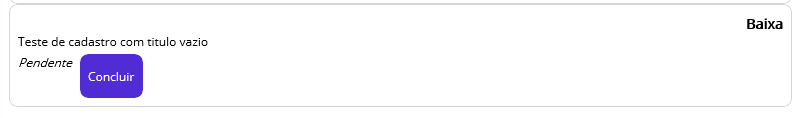 Baixa
Teste de cadastro com titulo vazio
Pendente
Concluir